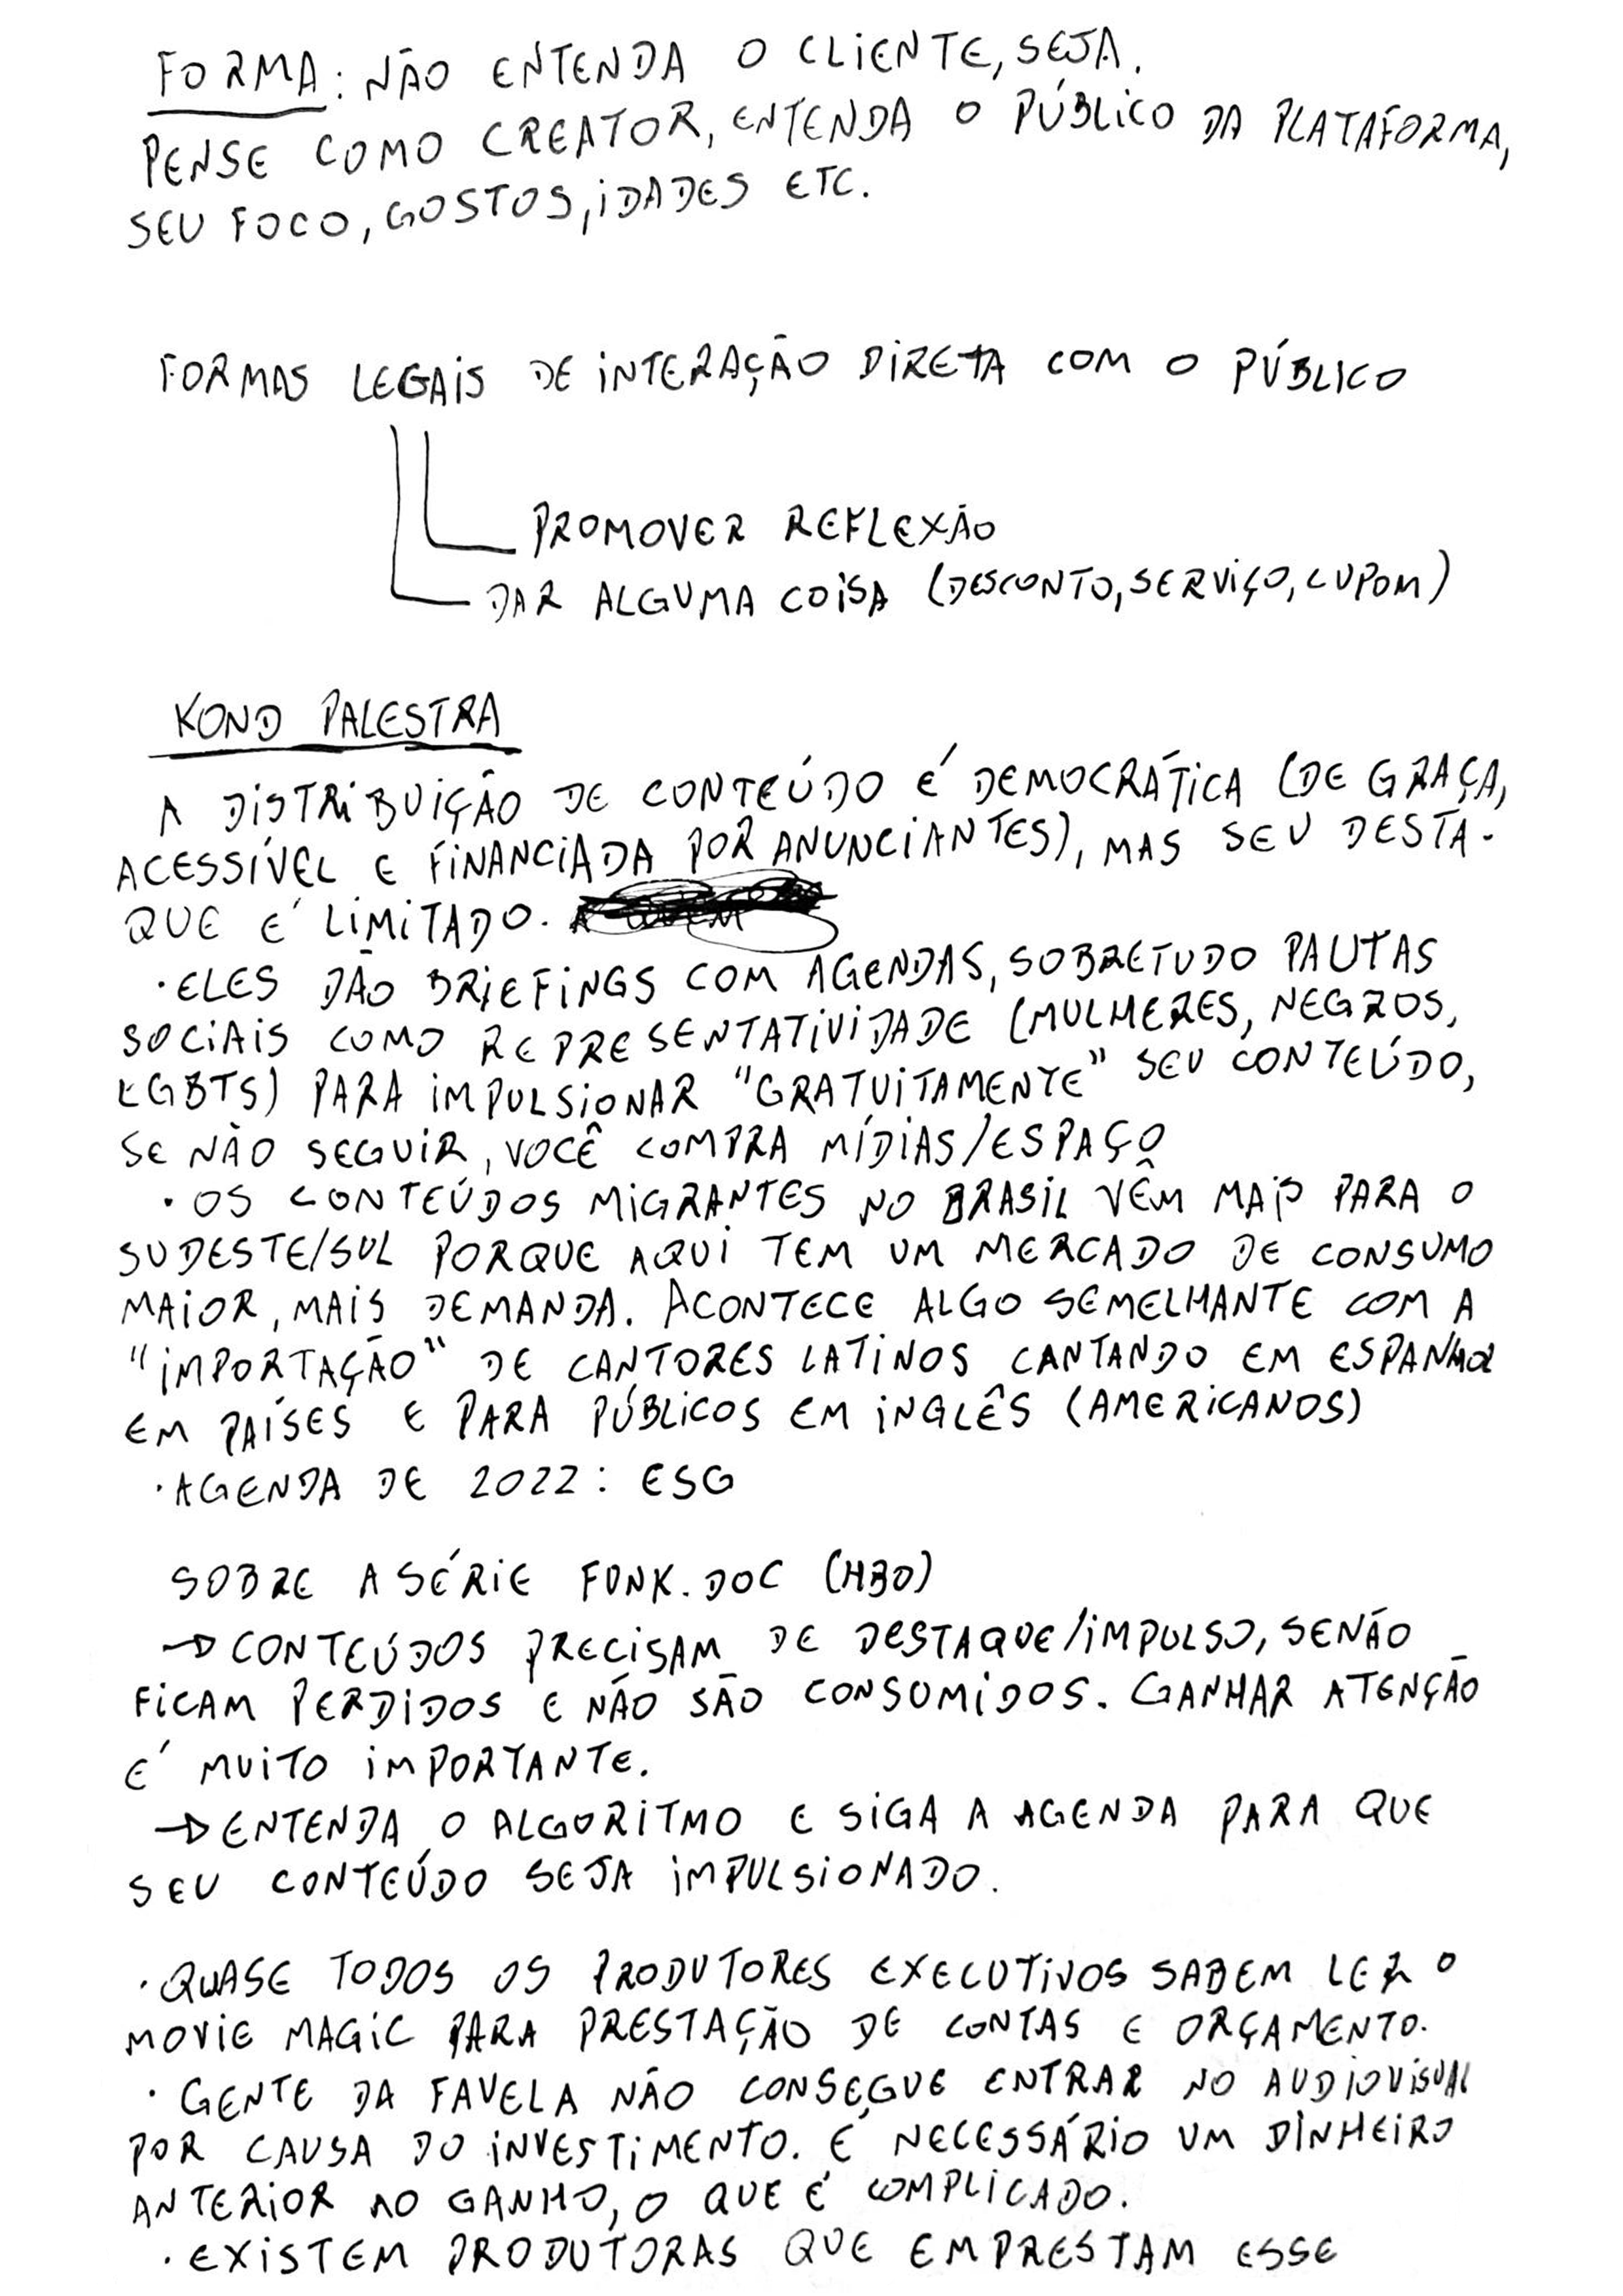 FORMA: NÃO ENTENDA O CLIENTE, SEJA.
PENSE COMO CREATOR, ENTENDA O PÚBLICO DA PLATAFORMA,
SEU FOCO, GOSTOS, IDADES ETC.
FORMAS LEGAIS DE INTERAÇÃO DIRETA COM O PÚBLICO
PROMOVER REFLEXÃO
DAR ALGUMA COISA (DESCONTO, SERVIÇO, CUPOM)
KOND PALESTRA
A DISTRIBUIÇÃO DE CONTEÚDO É DEMOCRÁTICA (DE GRAÇA,
ACESSÍVEL E FINANCIADA POR ANUNCIANTES), MAS SEU DESTA-
QUE É LIMITADO.
· ELES DÃO BRIEFINGS COM AGENDAS, SOBRETUDO PAUTAS
SOCIAIS COMO REPRESENTATIVIDADE (MULHERES, NEGROS,
LGBTS) PARA IMPULSIONAR "GRATUITAMENTE" SEU CONTEÚDO,
SE NÃO SEGUIR, VOCÊ COMPRA MÍDIAS/ESPAÇO
· OS CONTEÚDOS MIGRANTES NO BRASIL VÊM MAIS PARA O
SUDESTE/SUL PORQUE AQUI TEM UM MERCADO DE CONSUMO
MAIOR, MAIS DEMANDA. ACONTECE ALGO SEMELHANTE COM A
"IMPORTAÇÃO" DE CANTORES LATINOS CANTANDO EM ESPANHOL
EM PAÍSES E PARA PÚBLICOS EM INGLÊS (AMERICANOS)
· AGENDA DE 2022: ESG
SOBRE A SÉRIE FUNK.DOC (HBO)
→ CONTEÚDOS PRECISAM DE DESTAQUE/IMPULSO, SENÃO
FICAM PERDIDOS E NÃO SÃO CONSUMIDOS. GANHAR ATENÇÃO
É MUITO IMPORTANTE.
→ ENTENDA O ALGORITMO E SIGA A AGENDA PARA QUE
SEU CONTEÚDO SEJA IMPULSIONADO.
· QUASE TODOS OS PRODUTORES EXECUTIVOS SABEM LER O
MOVIE MAGIC PARA PRESTAÇÃO DE CONTAS E ORÇAMENTO.
· GENTE DA FAVELA NÃO CONSEGUE ENTRAR NO AUDIOVISUAL
POR CAUSA DO INVESTIMENTO. É NECESSÁRIO UM DINHEIRO
ANTERIOR AO GANHO, O QUE É COMPLICADO.
· EXISTEM PRODUTORAS QUE EMPRESTAM ESSE